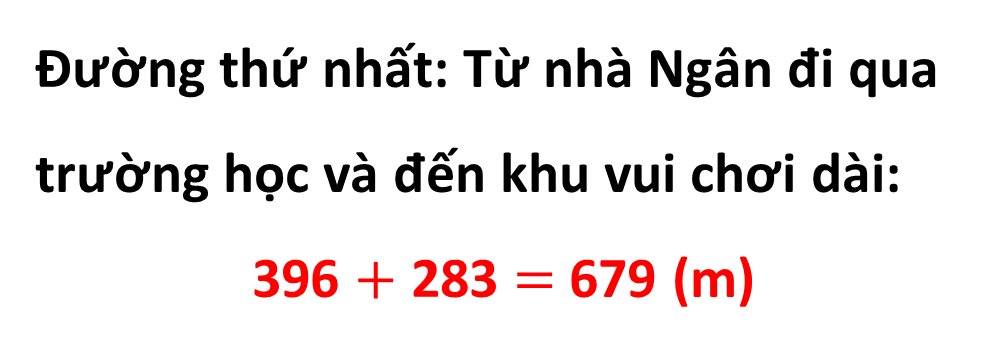 Đường thứ nhất: Từ nhà Ngân đi qua
trường học và đến khu vui chơi dài:
396 + 283 = 679 (m)